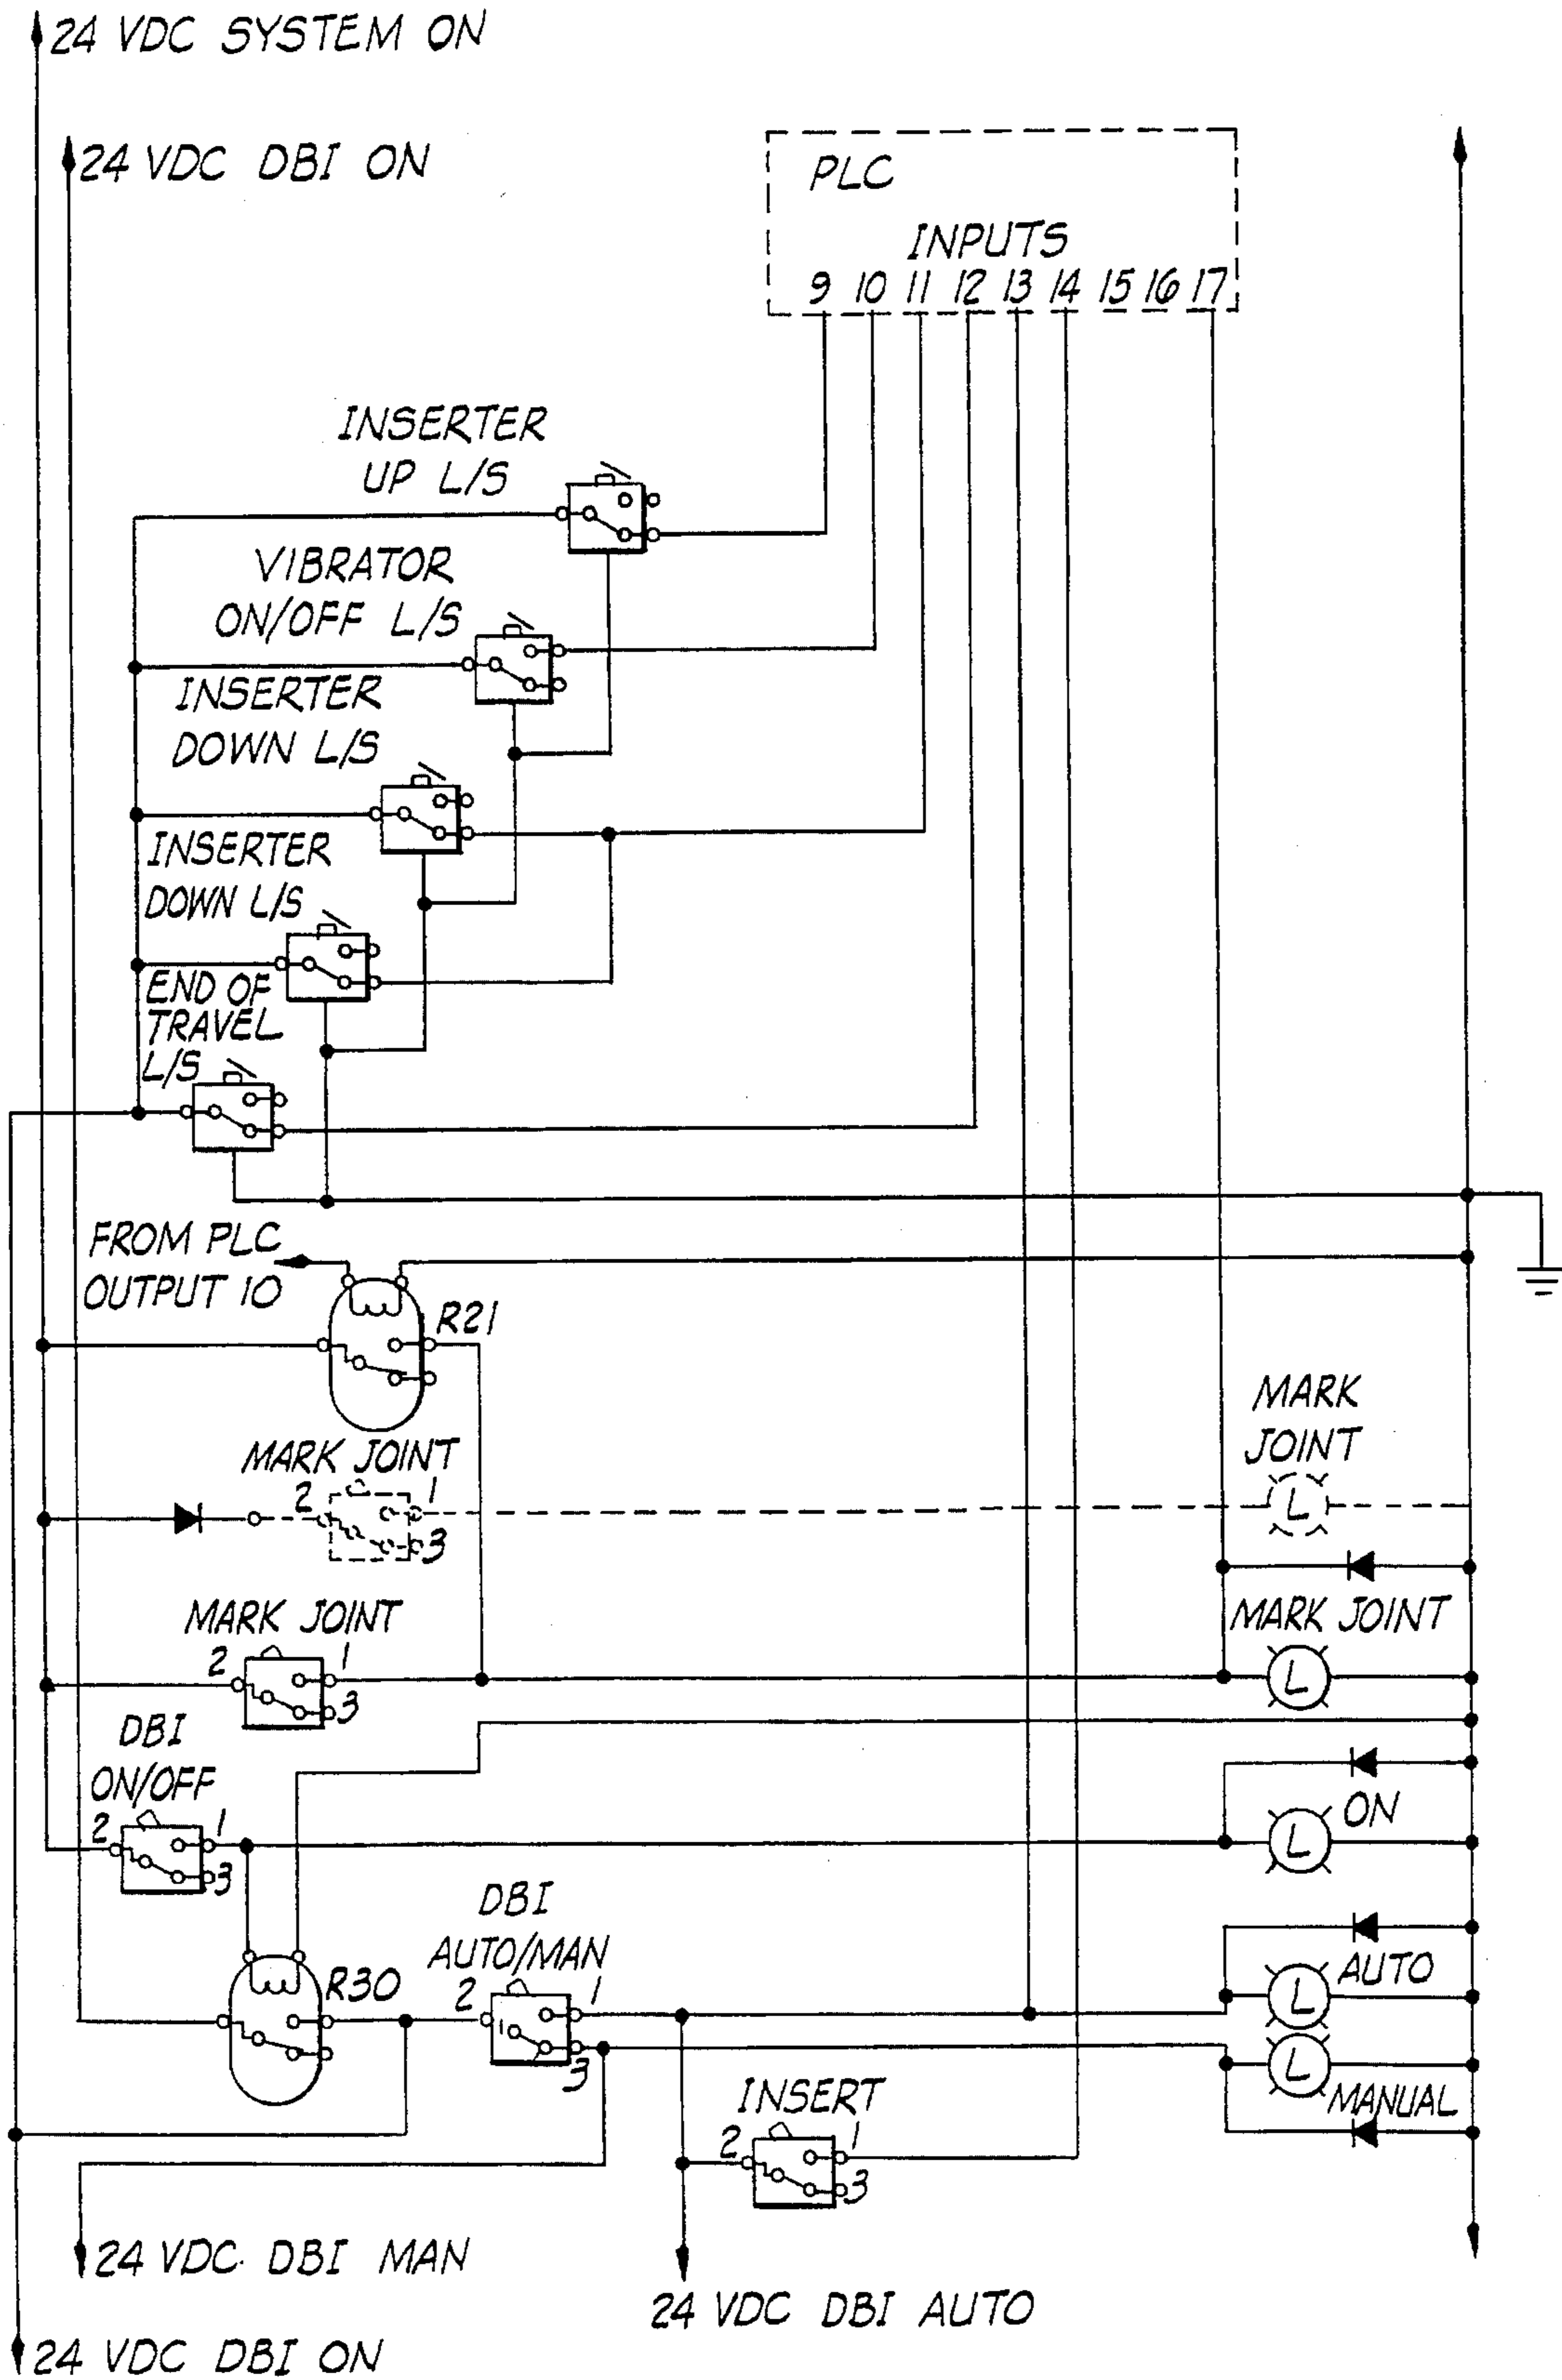 24 VDC SYSTEM ON
24 VDC DBI ON
PLC
INPUTS
9 10 11 12 13 14 15 16 17
INSERTER
UP L/S
VIBRATOR
ON/OFF L/S
INSERTER
DOWN L/S
INSERTER
DOWN L/S
END OF
TRAVEL
L/S
FROM PLC
OUTPUT 10
R21
MARK
JOINT
L
MARK JOINT
2
1
3
MARK JOINT
L
MARK JOINT
2
1
3
DBI
ON/OFF
2
1
3
ON
L
DBI
AUTO/MAN
2
1
3
R30
AUTO
L
L
MANUAL
INSERT
2
1
3
24 VDC DBI MAN
24 VDC DBI AUTO
24 VDC DBI ON